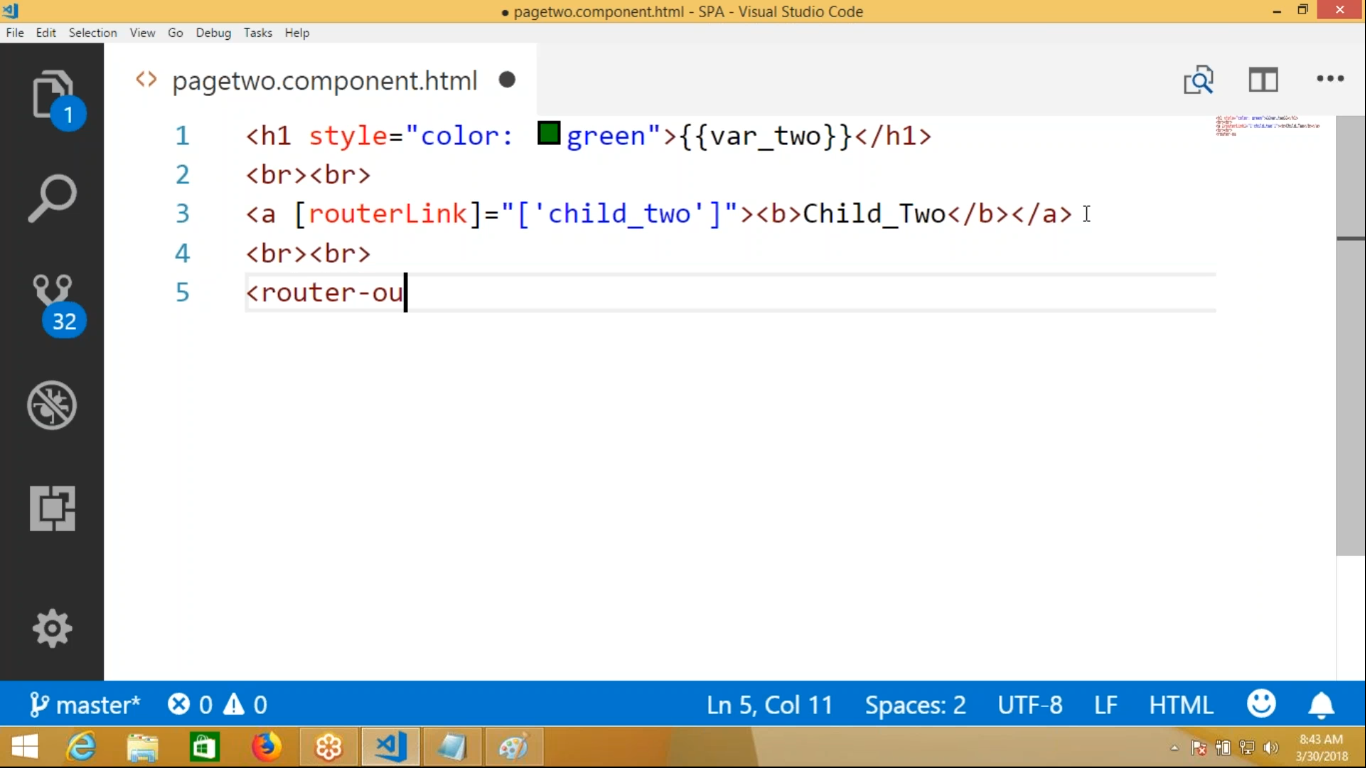 ● pagetwo.component.html - SPA - Visual Studio Code
File Edit Selection View Go Debug Tasks Help
<> pagetwo.component.html ●
1
1 <h1 style="color: green">{{var_two}}</h1>
2 <br><br>
3 <a [routerLink]="['child_two']"><b>Child_Two</b></a>
4 <br><br>
5 <router-ou
32
master* 0 0 Ln 5, Col 11 Spaces: 2 UTF-8 LF HTML
8:43 AM
3/30/2018